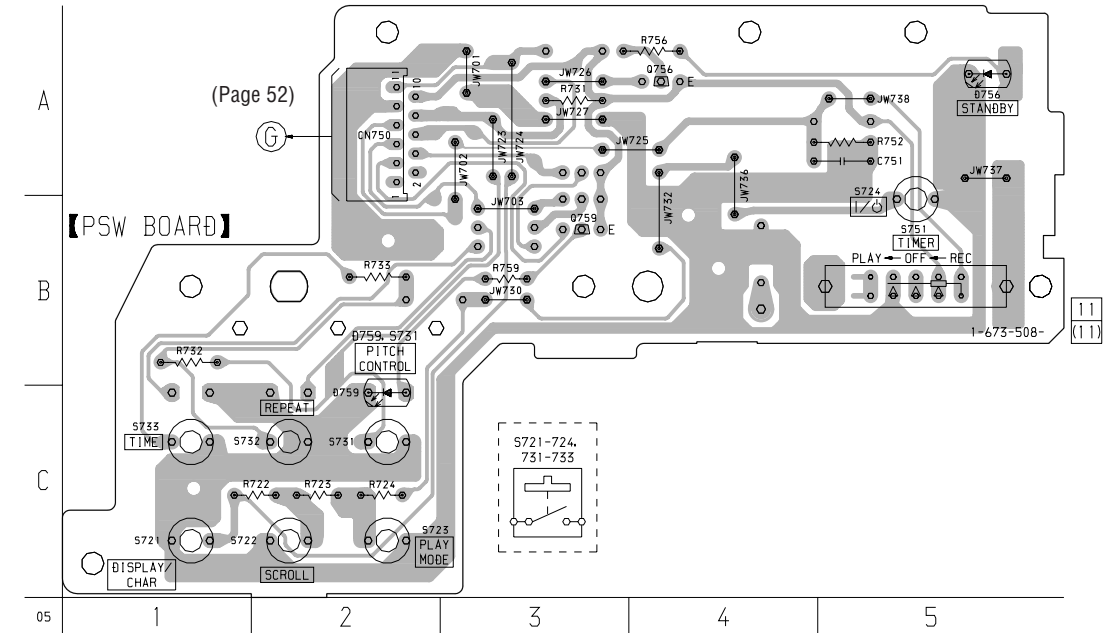 R756
JW701
JW726
Q756
E
11
10
R731
JW727
D756
STANDBY
A
(Page 52)
JW738
G
CN750
JW723
JW724
JW725
R752
C751
JW702
JW736
JW737
1
2
JW703
JW732
S724
I/⏻
【PSW BOARD】
Q759
E
S751
TIMER
PLAY ← OFF → REC
B
R733
R759
JW730
1-673-508-
11
(11)
D759, S731
PITCH
CONTROL
R732
D759
REPEAT
S733
TIME
S732
S731
S721-724,
731-733
C
R722
R723
R724
S721
S722
S723
PLAY
MODE
DISPLAY/
CHAR
SCROLL
05
1
2
3
4
5